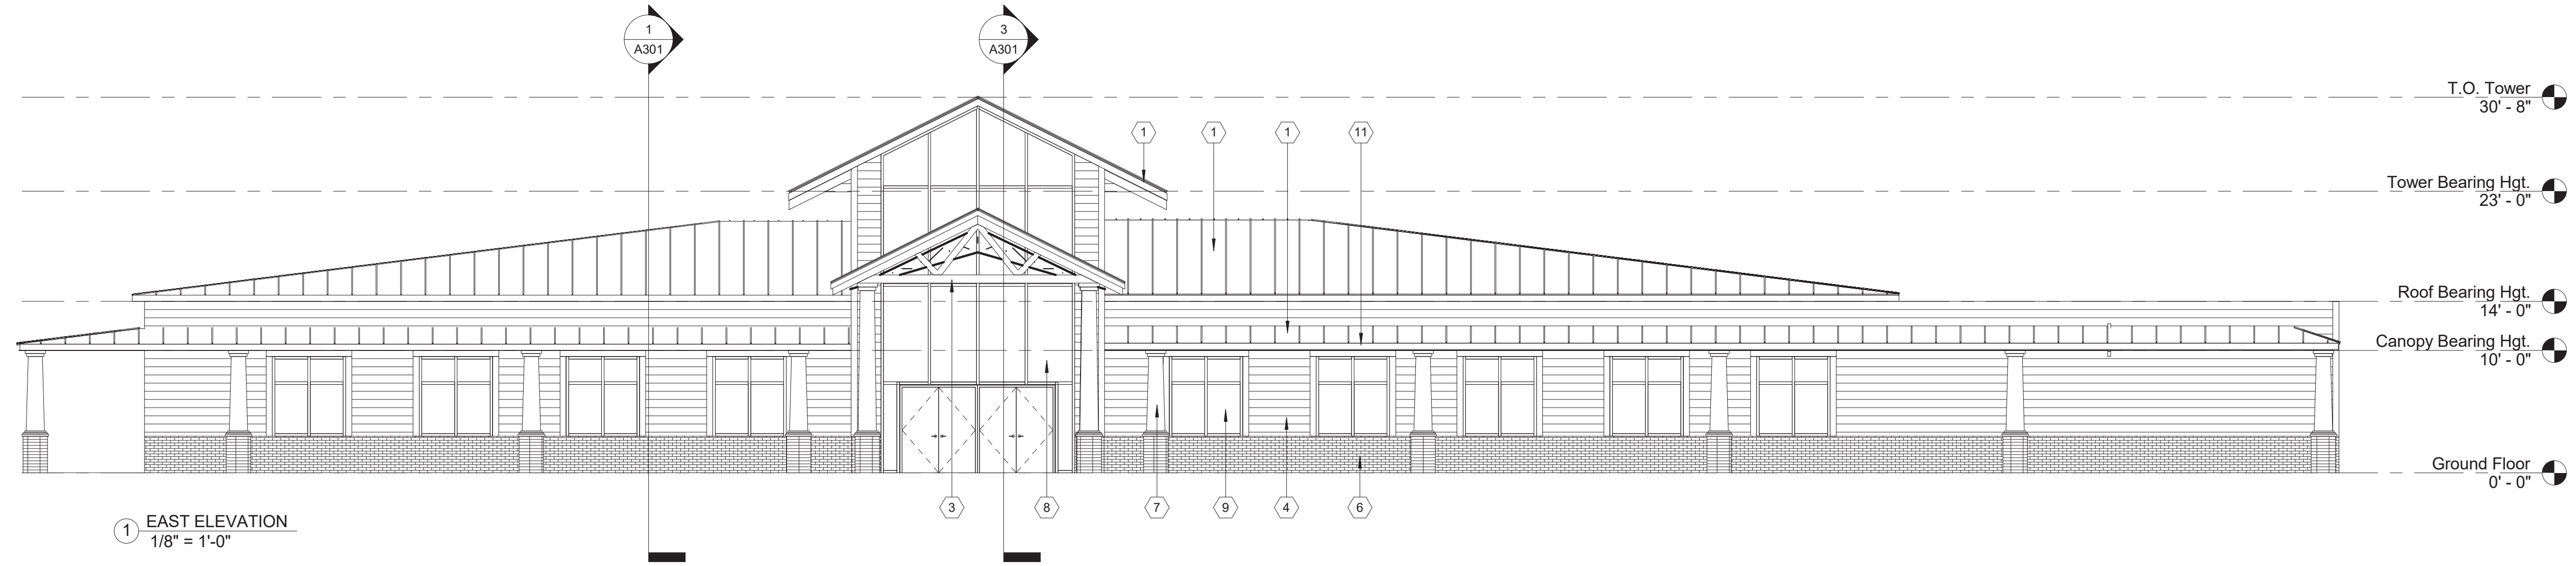 1
A301
3
A301
T.O. Tower
30' - 8"
1
1
1
11
Tower Bearing Hgt.
23' - 0"
Roof Bearing Hgt.
14' - 0"
Canopy Bearing Hgt.
10' - 0"
Ground Floor
0' - 0"
3
8
7
9
4
6
1
EAST ELEVATION
1/8" = 1'-0"